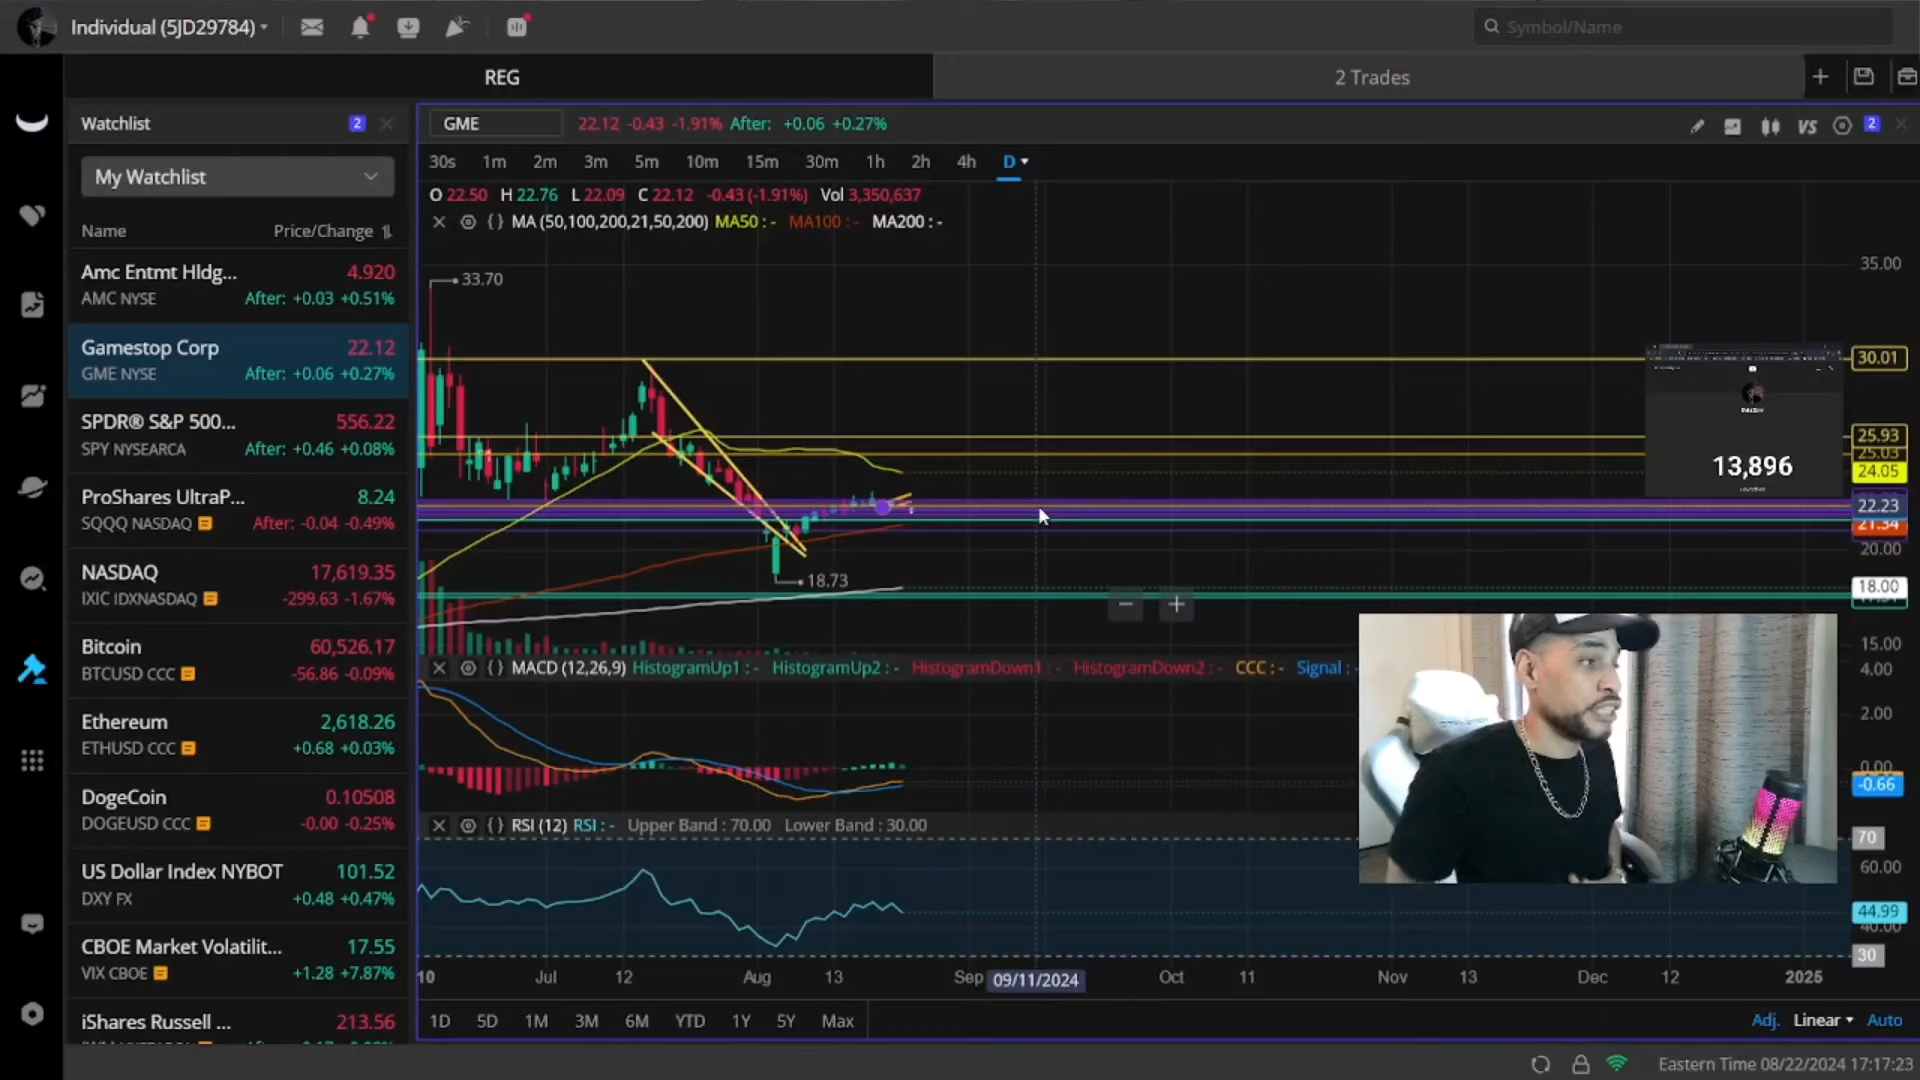 Individual (5JD29784)
Symbol/Name
REG
2 Trades
Watchlist
2
My Watchlist
Name
Price/Change
Amc Entmt Hldg...
4.920
AMC NYSE
After: +0.03 +0.51%
Gamestop Corp
22.12
GME NYSE
After: +0.06 +0.27%
SPDR® S&P 500...
556.22
SPY NYSEARCA
After: +0.46 +0.08%
ProShares UltraP...
8.24
SQQQ NASDAQ
After: -0.04 -0.49%
NASDAQ
17,619.35
IXIC IDXNASDAQ
-299.63 -1.67%
Bitcoin
60,526.17
BTCUSD CCC
-56.86 -0.09%
Ethereum
2,618.26
ETHUSD CCC
+0.68 +0.03%
DogeCoin
0.10508
DOGEUSD CCC
-0.00 -0.25%
US Dollar Index NYBOT
101.52
DXY FX
+0.48 +0.47%
CBOE Market Volatilit...
17.55
VIX CBOE
+1.28 +7.87%
iShares Russell ...
213.56
GME
22.12 -0.43 -1.91% After: +0.06 +0.27%
VS
2
30s 1m 2m 3m 5m 10m 15m 30m 1h 2h 4h D
O 22.50 H 22.76 L 22.09 C 22.12 -0.43 (-1.91%) Vol 3,350,637
MA (50,100,200,21,50,200) MA50 : - MA100 : - MA200 : -
33.70
18.73
35.00
30.01
25.93
25.03
24.05
22.23
21.34
20.00
18.00
15.00
13,896
MACD (12,26,9) HistogramUp1 : - HistogramUp2 : - HistogramDown1 : - HistogramDown2 : - CCC : - Signal : -
4.00
2.00
0.00
-0.66
RSI (12) RSI : - Upper Band : 70.00 Lower Band : 30.00
70
60.00
44.99
40.00
30
10 Jul 12 Aug 13 Sep 09/11/2024 Oct 11 Nov 13 Dec 12 2025
1D 5D 1M 3M 6M YTD 1Y 5Y Max
Adj. Linear Auto
Eastern Time 08/22/2024 17:17:23